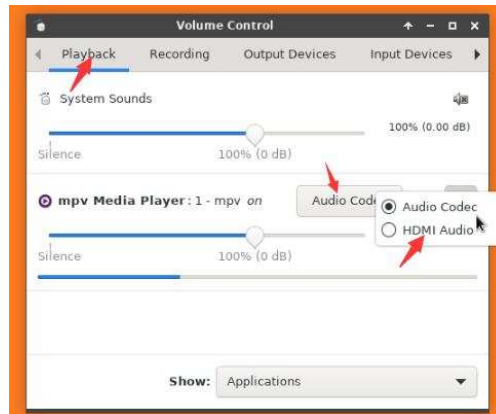 Volume Control
Playback Recording Output Devices Input Devices
System Sounds
100% (0.00 dB)
Silence 100% (0 dB)
mpv Media Player: 1 - mpv on Audio Codec
Audio Codec
HDMI Audio
Silence 100% (0 dB)
Show: Applications